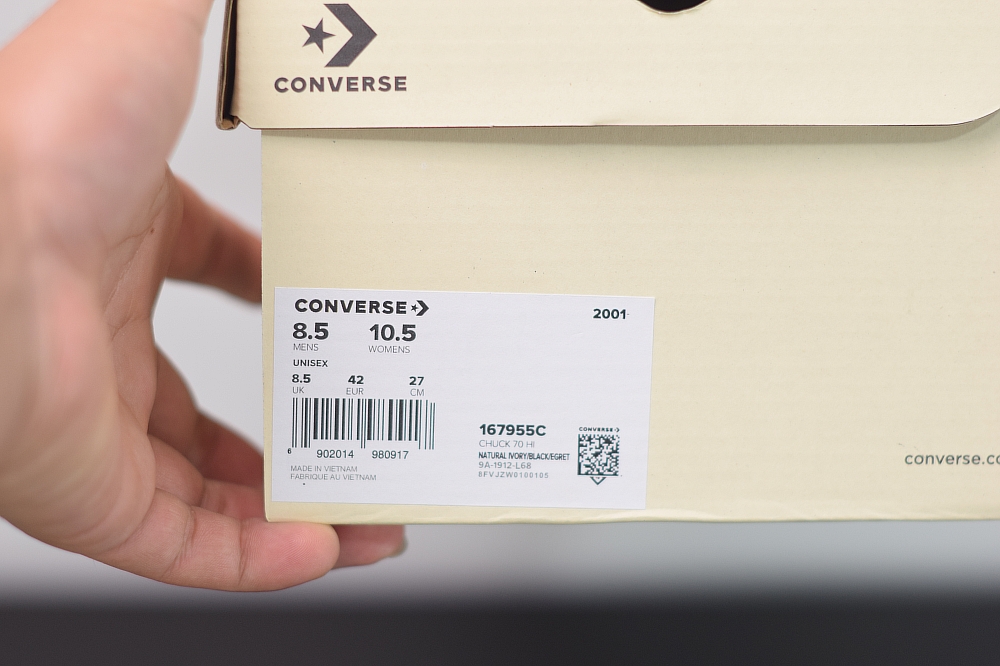 CONVERSE
CONVERSE
2001
8.5 10.5
MENS WOMENS
UNISEX
8.5 42 27
UK EUR CM
6 902014 980917
MADE IN VIETNAM
FABRIQUE AU VIETNAM
167955C
CHUCK 70 HI
NATURAL IVORY/BLACK/EGRET
9A-1912-L68
8FVJZW0100105
CONVERSE
converse.co